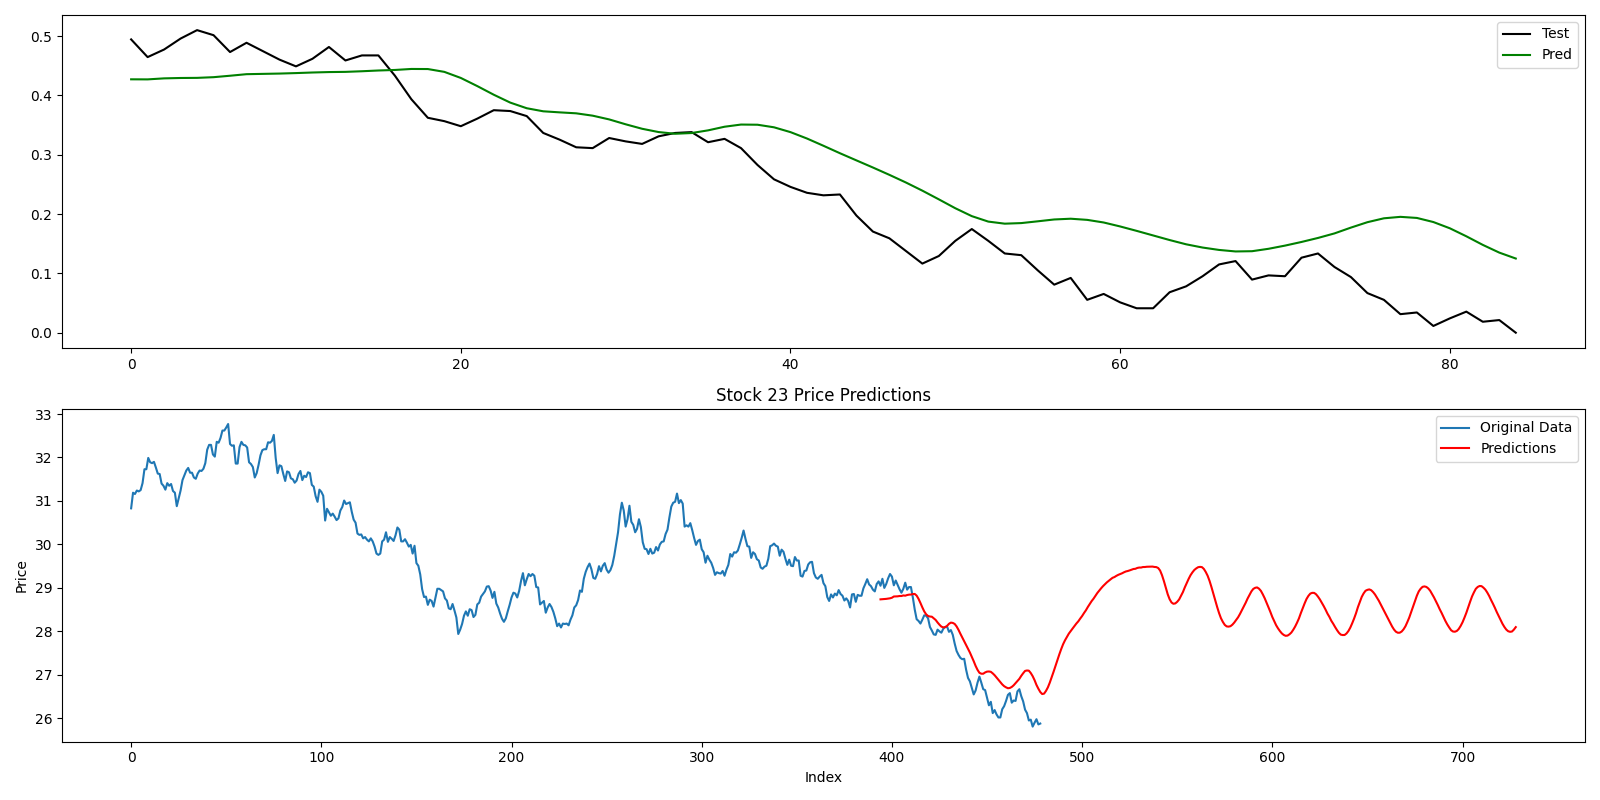 0.5
0.4
0.3
0.2
0.1
0.0
Test
Pred
0 20 40 60 80
Stock 23 Price Predictions
33
32
31
30
29
28
27
26
Price
Original Data
Predictions
0 100 200 300 400 500 600 700
Index